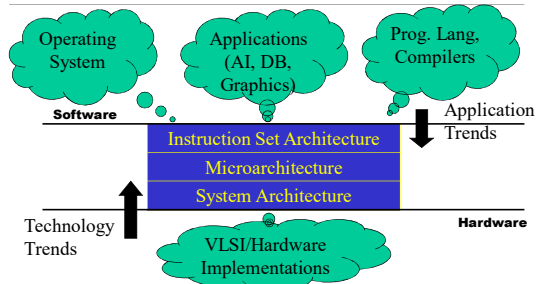 Operating
System
Applications
(AI, DB,
Graphics)
Prog. Lang,
Compilers
Software
Application
Trends
Instruction Set Architecture
Microarchitecture
System Architecture
Technology
Trends
Hardware
VLSI/Hardware
Implementations